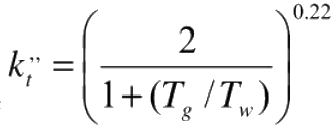 k_t'' = (2 / (1 + (T_g / T_w)))^0.22